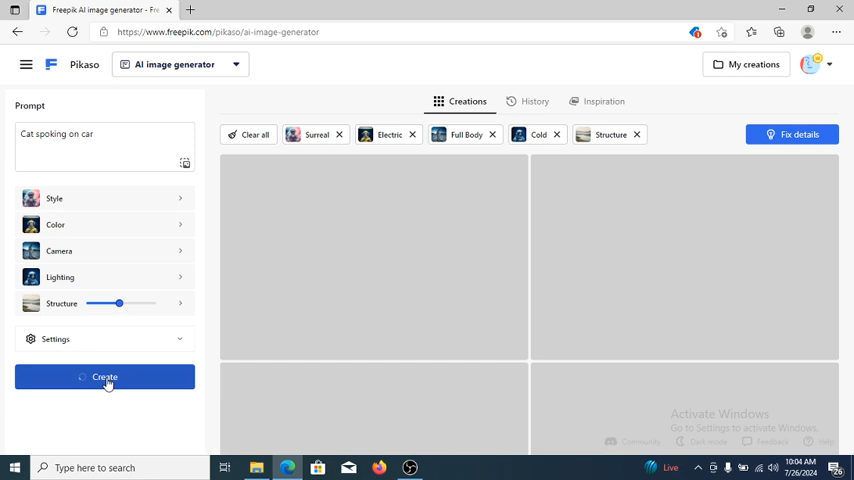 Freepik AI image generator - Fre
https://www.freepik.com/pikaso/ai-image-generator
Pikaso
AI image generator
My creations
Prompt
Creations
History
Inspiration
Cat spoking on car
Clear all
Surreal
Electric
Full Body
Cold
Structure
Fix details
Style
Color
Camera
Lighting
Structure
Settings
Create
Activate Windows
Go to Settings to activate Windows.
Community
Dark mode
Feedback
Help
Type here to search
Live
10:04 AM
7/26/2024
26